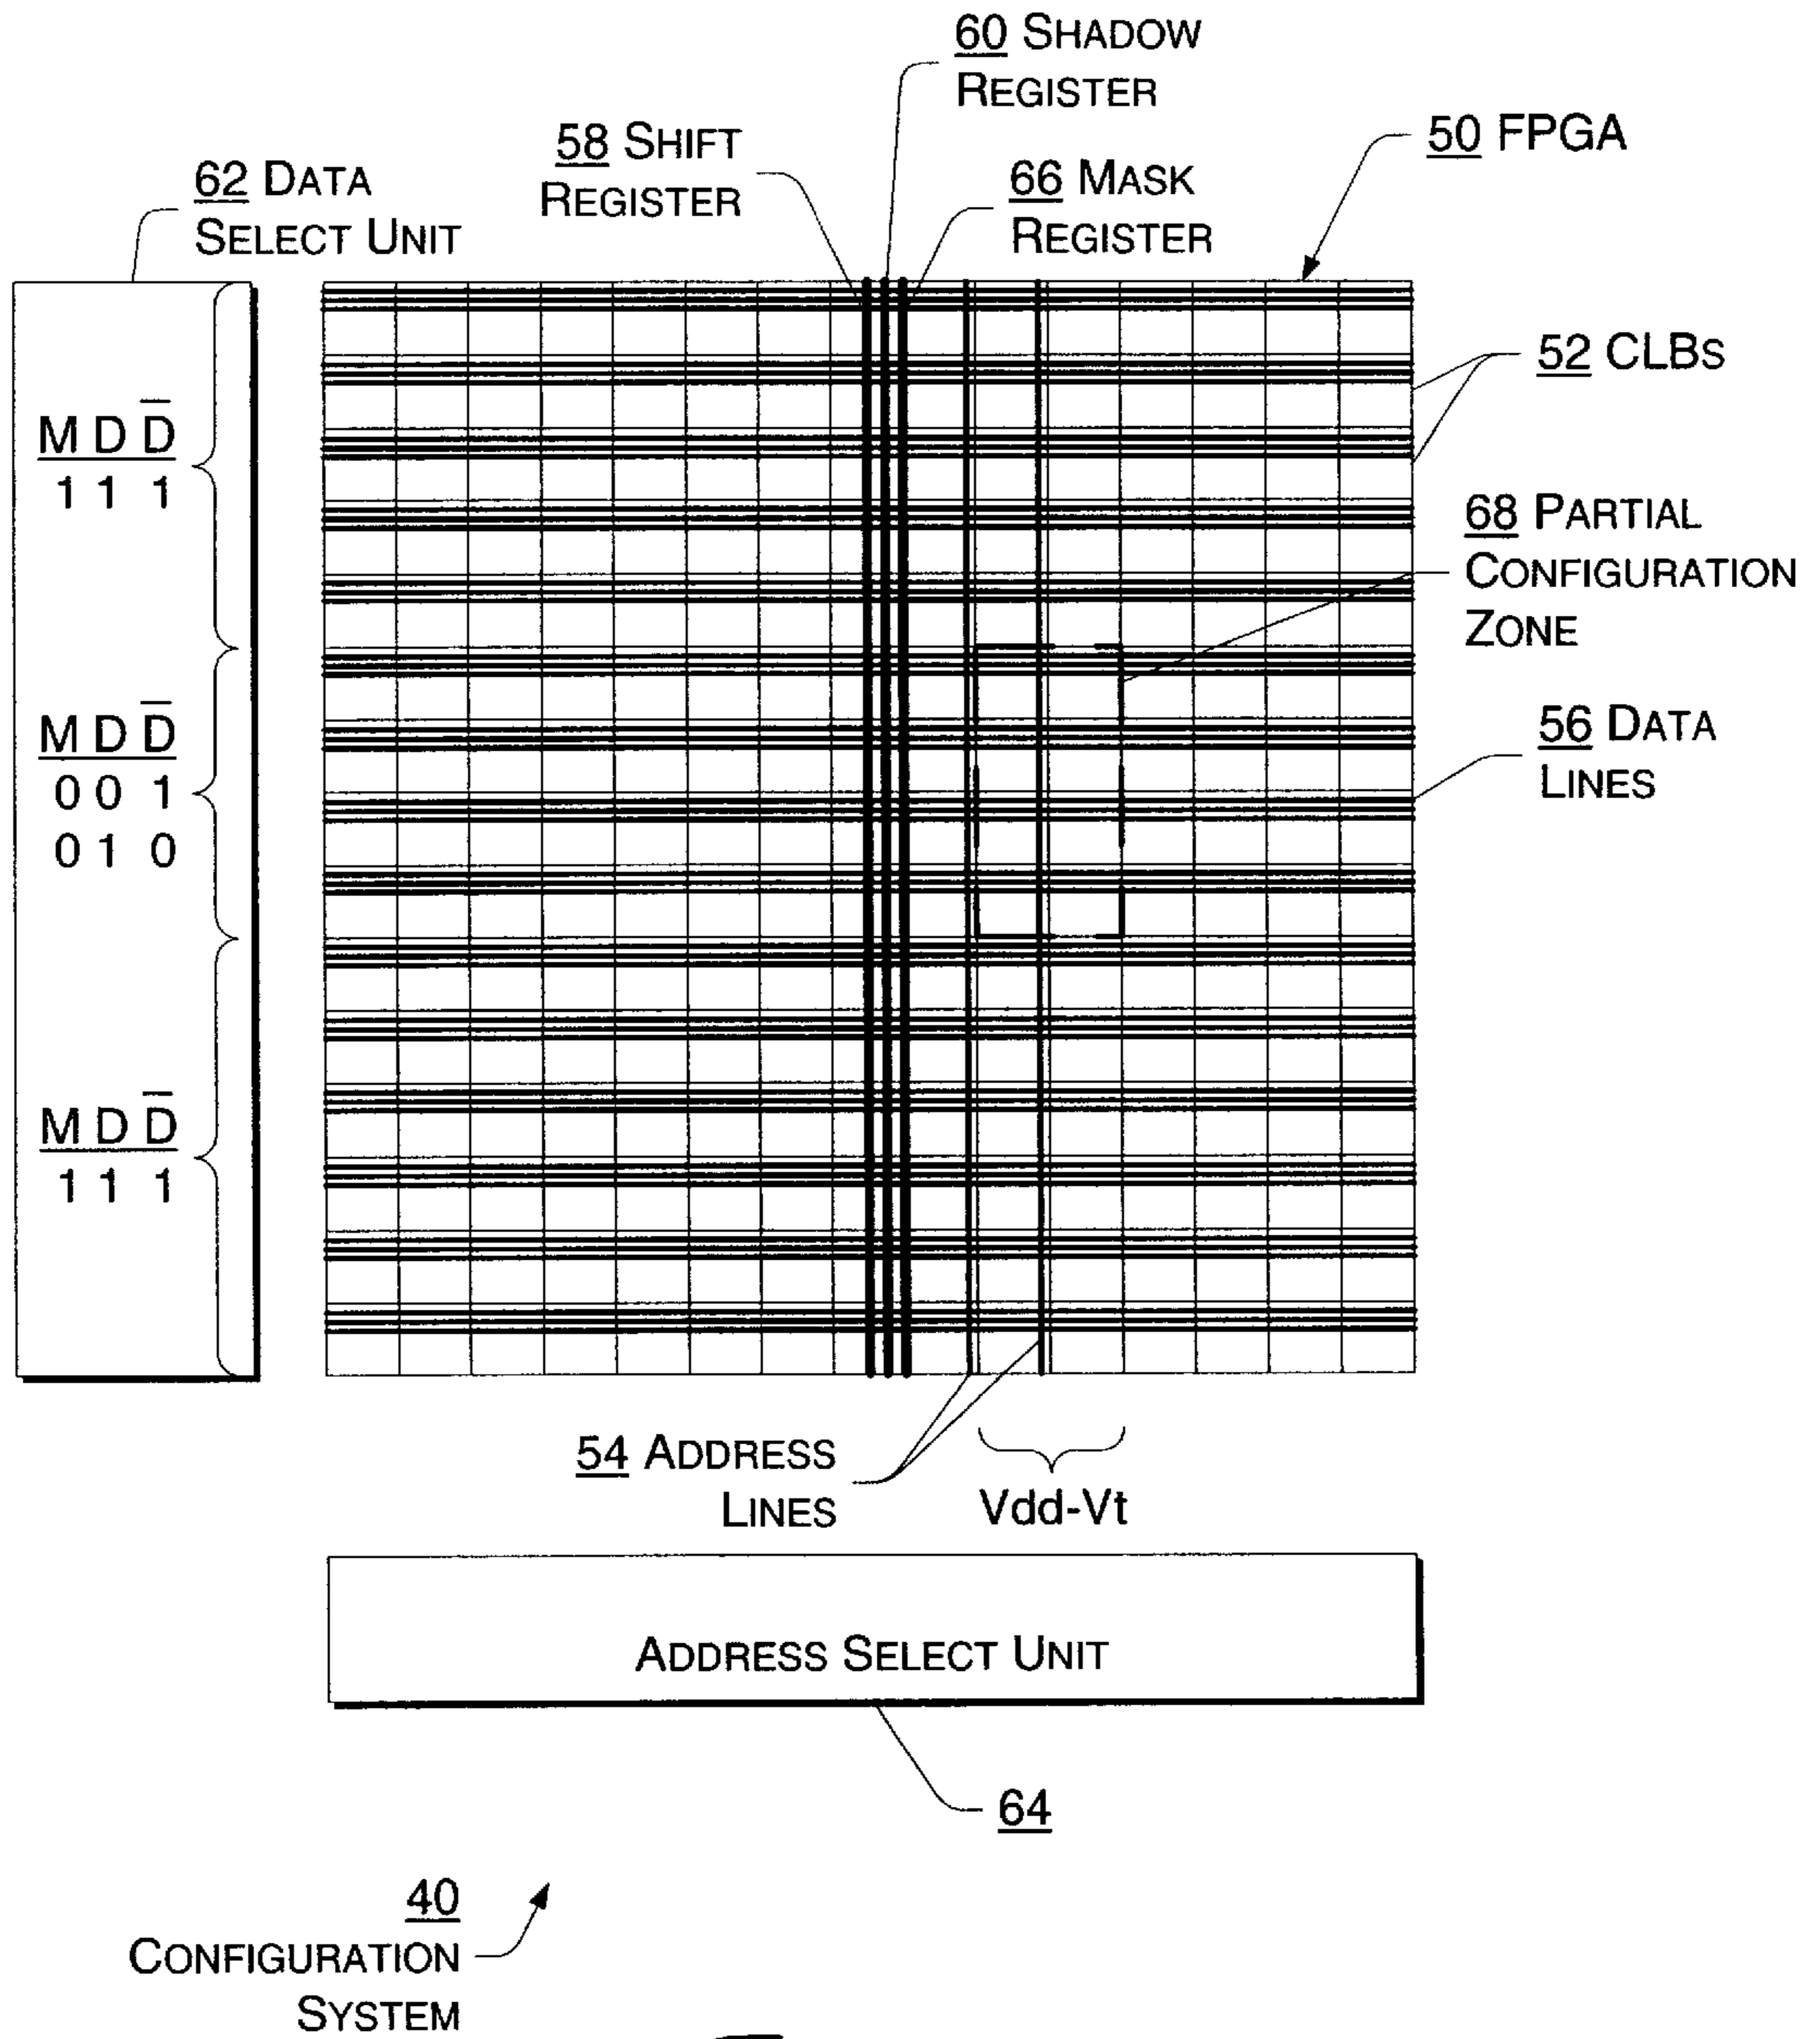 60 SHADOW
REGISTER
58 SHIFT
REGISTER
50 FPGA
62 DATA
SELECT UNIT
66 MASK
REGISTER
52 CLBS
M D D̅
1 1 1
68 PARTIAL
CONFIGURATION
ZONE
M D D̅
0 0 1
0 1 0
56 DATA
LINES
M D D̅
1 1 1
54 ADDRESS
LINES
Vdd-Vt
ADDRESS SELECT UNIT
64
40
CONFIGURATION
SYSTEM